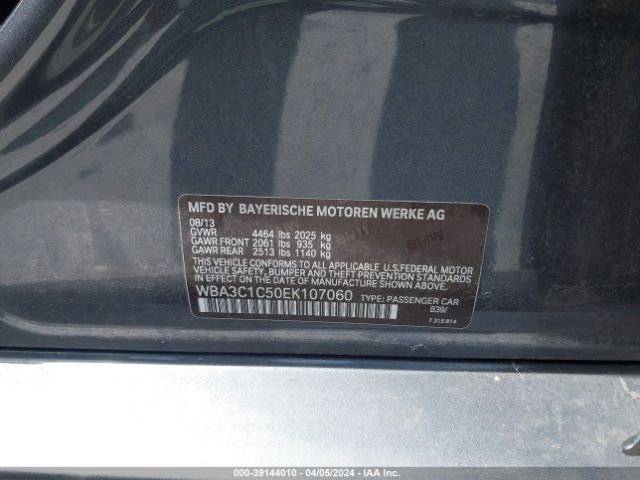 MFD BY BAYERISCHE MOTOREN WERKE AG
08/13
GVWR 4464 lbs 2025 kg
GAWR FRONT 2061 lbs 935 kg
GAWR REAR 2513 lbs 1140 kg
THIS VEHICLE CONFORMS TO ALL APPLICABLE U.S.FEDERAL MOTOR
VEHICLE SAFETY, BUMPER AND THEFT PREVENTION STANDARDS
IN EFFECT ON THE DATE OF MANUFACTURE SHOWN ABOVE.
WBA3C1C50EK107060 TYPE: PASSENGER CAR
B39/
7-315-814
000-39144010 / 04/05/2024 - IAA Inc.